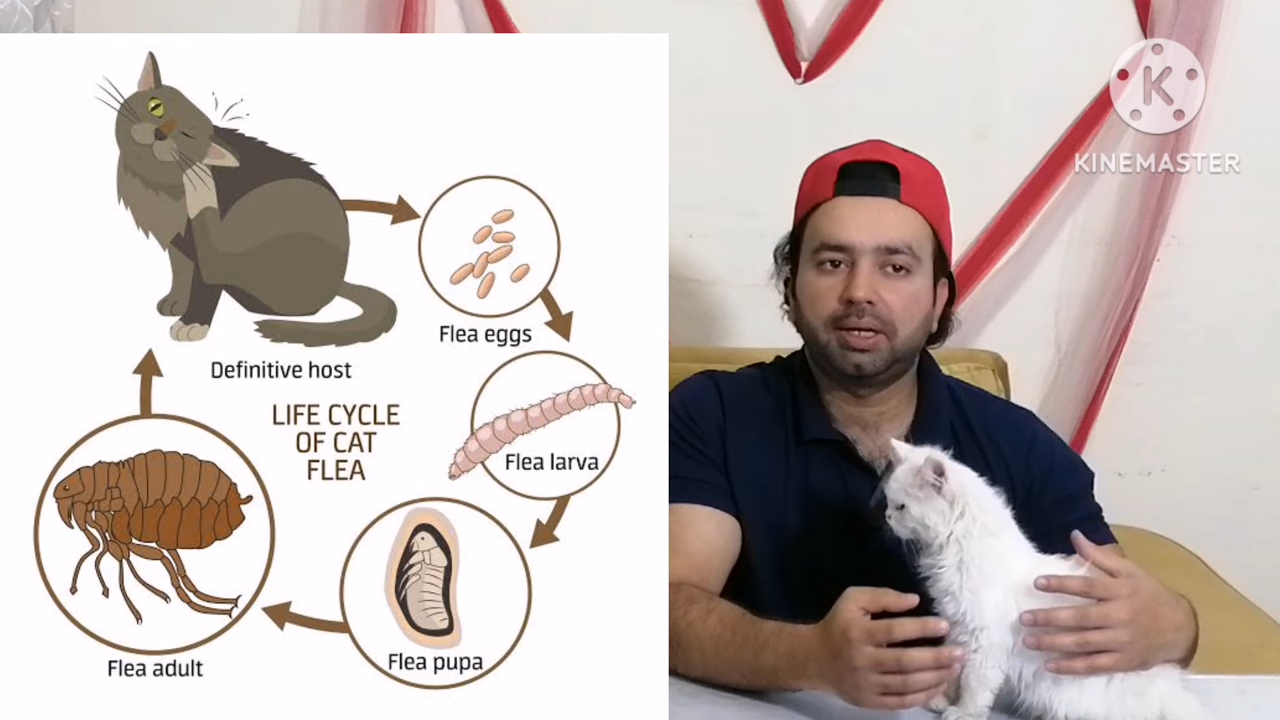 Flea eggs
Definitive host
LIFE CYCLE
OF CAT
FLEA
Flea larva
Flea pupa
Flea adult
K
KINEMASTER